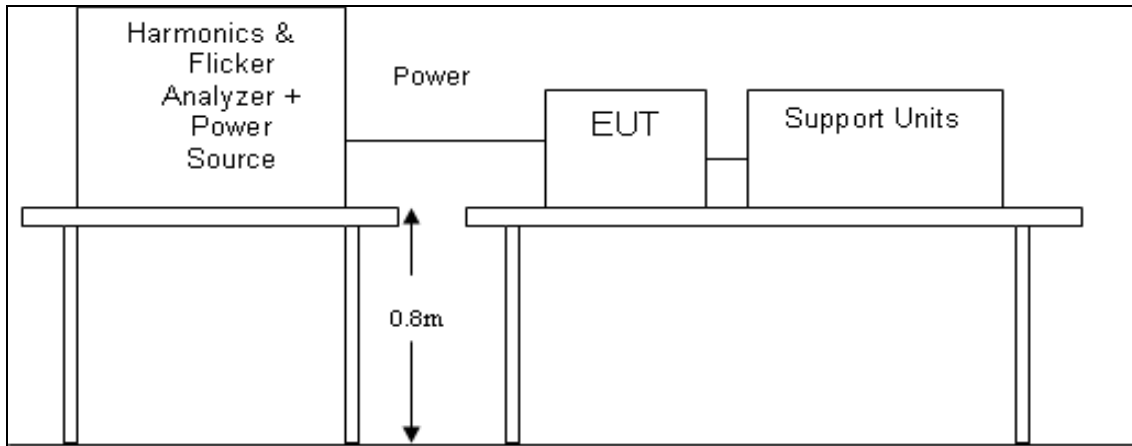 Harmonics &
Flicker
Analyzer +
Power
Source
Power
EUT
Support Units
0.8m